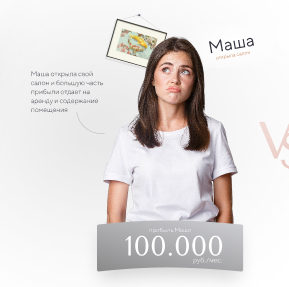 Маша
открыла салон
Маша открыла свой
салон и большую часть
прибыли отдает на
аренду и содержание
помещения
прибыль Маши
100.000
руб./мес.